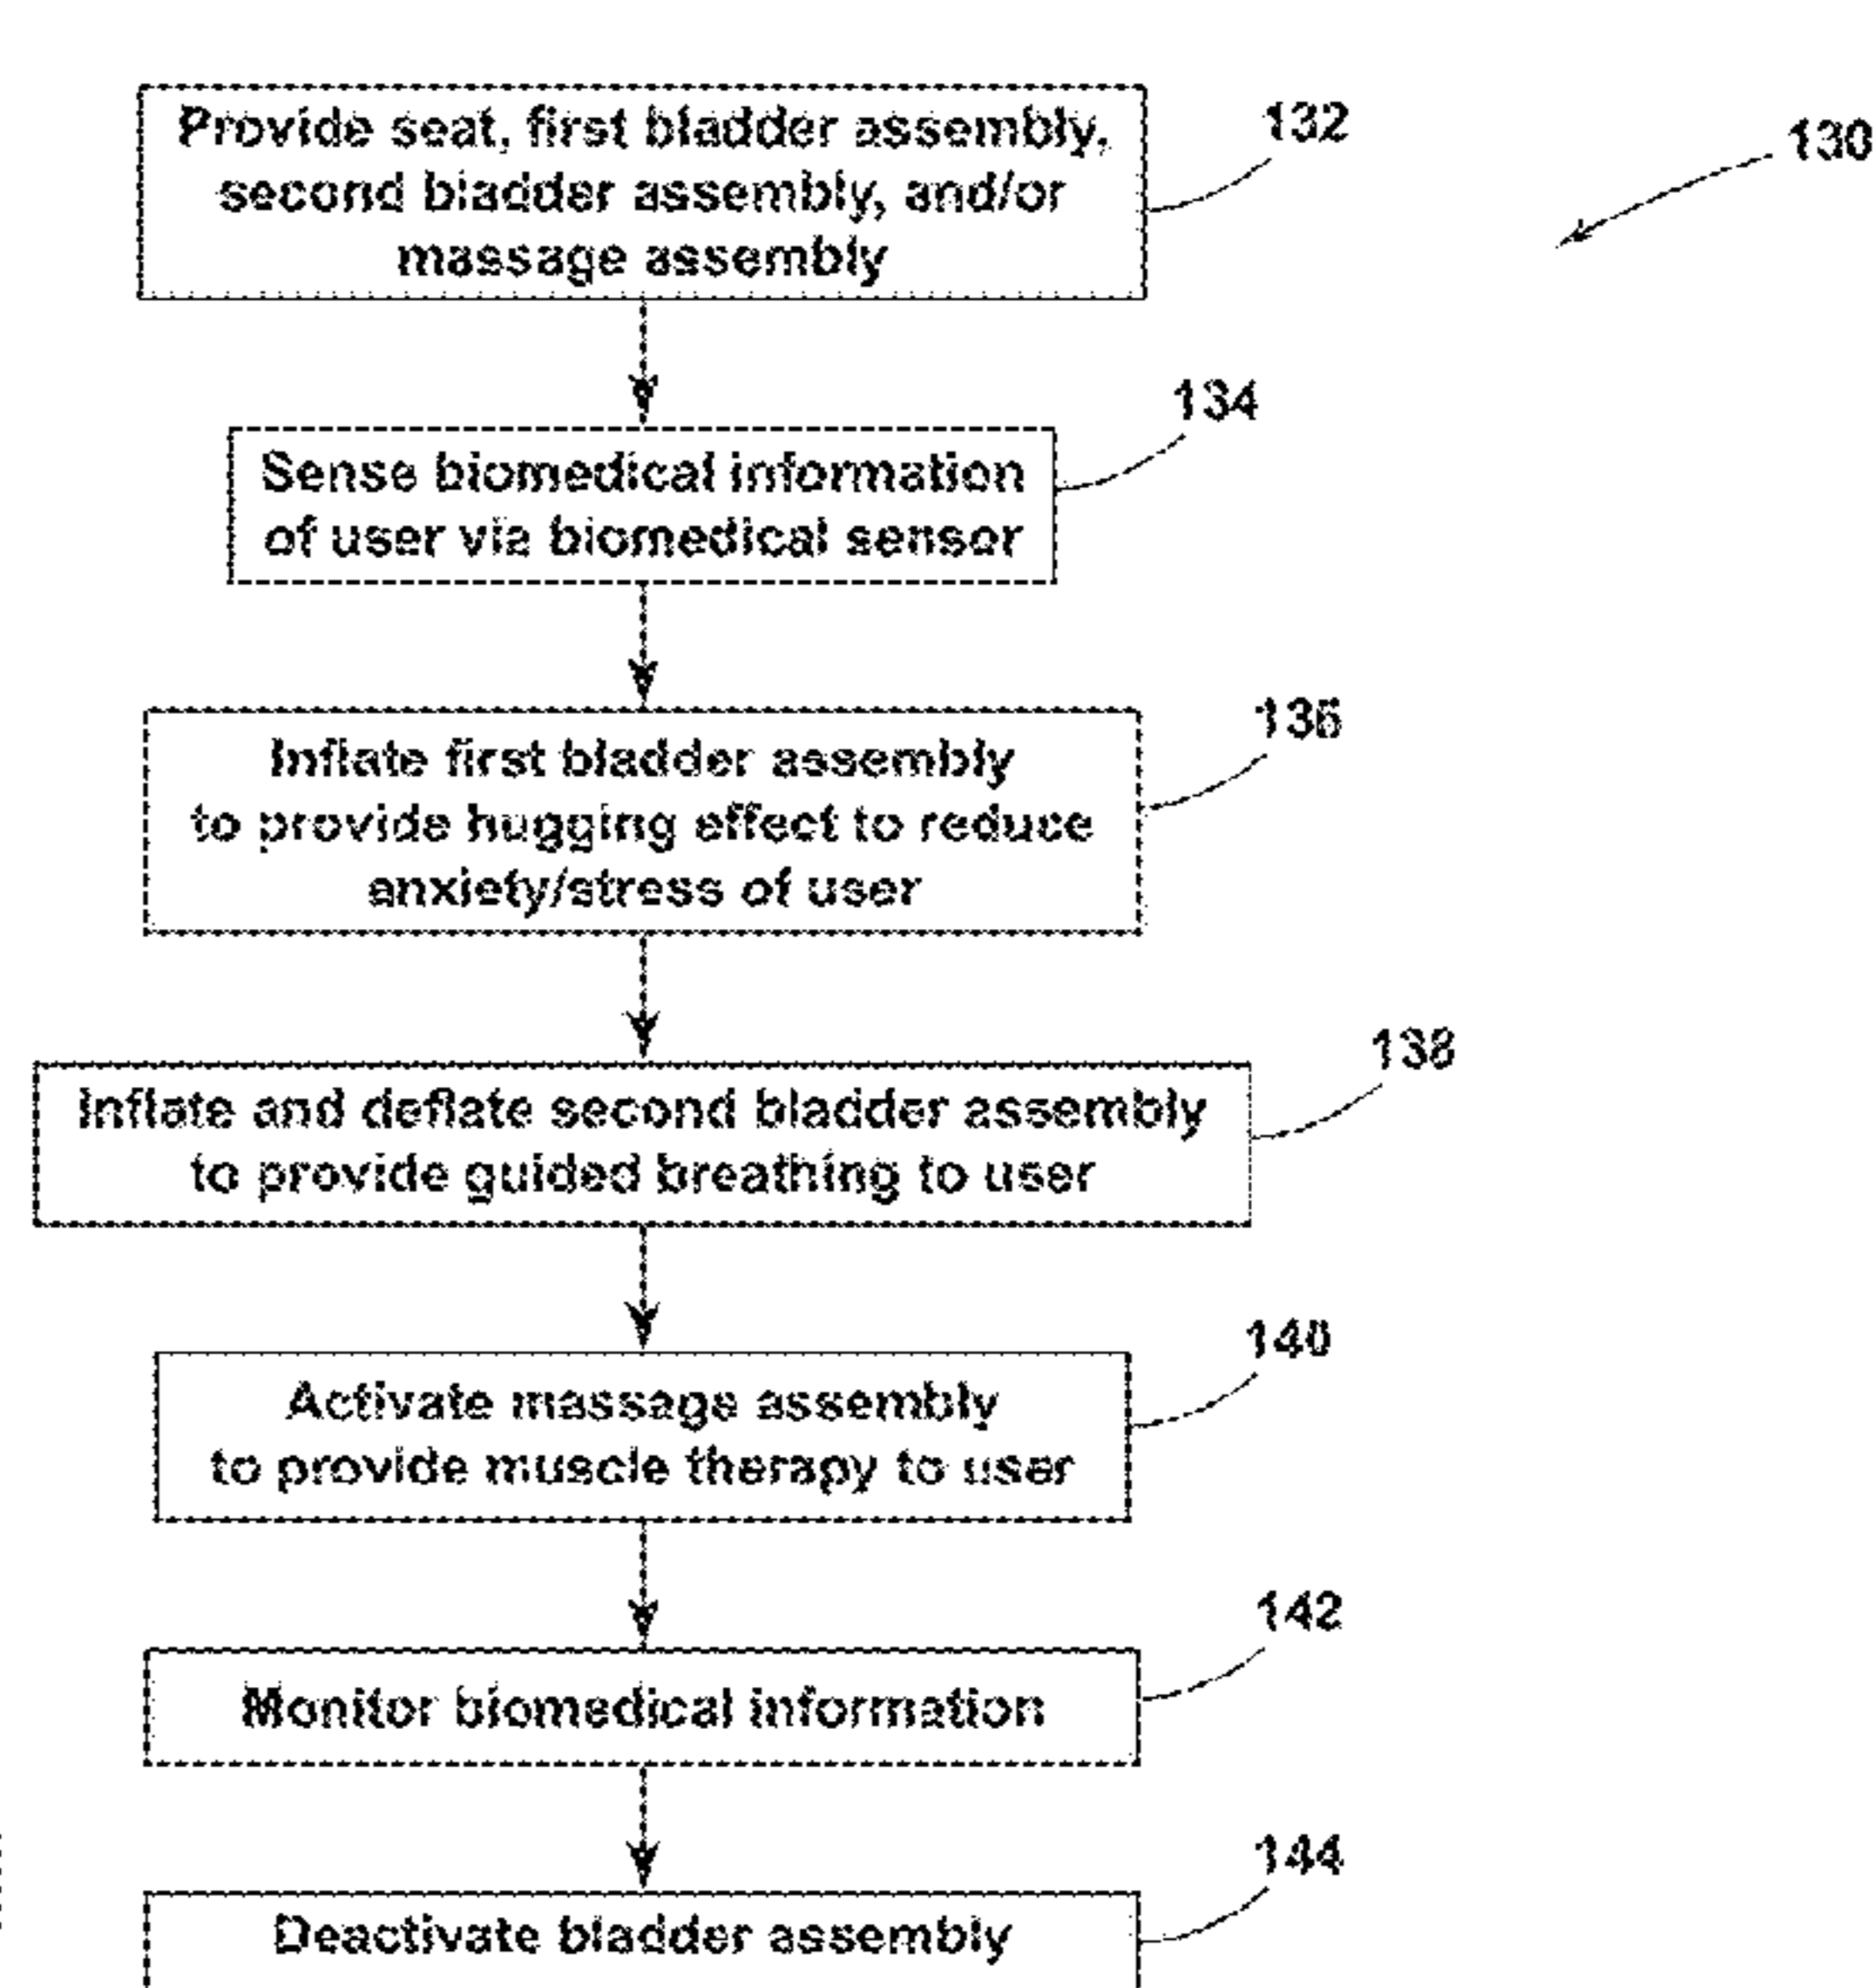 Provide seat, first bladder assembly,
second bladder assembly, and/or
massage assembly
132
130
Sense biomedical information
of user via biomedical sensor
134
Inflate first bladder assembly
to provide hugging effect to reduce
anxiety/stress of user
136
Inflate and deflate second bladder assembly
to provide guided breathing to user
138
Activate massage assembly
to provide muscle therapy to user
140
Monitor biomedical information
142
Deactivate bladder assembly
144